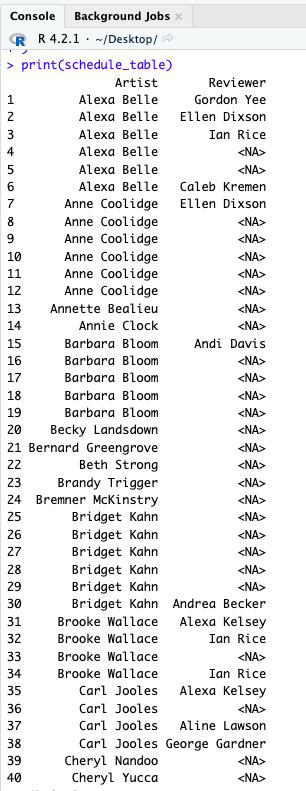 Console Background Jobs ×
R 4.2.1 · ~/Desktop/
> print(schedule_table)
Artist Reviewer
1 Alexa Belle Gordon Yee
2 Alexa Belle Ellen Dixson
3 Alexa Belle Ian Rice
4 Alexa Belle <NA>
5 Alexa Belle <NA>
6 Alexa Belle Caleb Kremen
7 Anne Coolidge Ellen Dixson
8 Anne Coolidge <NA>
9 Anne Coolidge <NA>
10 Anne Coolidge <NA>
11 Anne Coolidge <NA>
12 Anne Coolidge <NA>
13 Annette Bealieu <NA>
14 Annie Clock <NA>
15 Barbara Bloom Andi Davis
16 Barbara Bloom <NA>
17 Barbara Bloom <NA>
18 Barbara Bloom <NA>
19 Barbara Bloom <NA>
20 Becky Landsdown <NA>
21 Bernard Greengrove <NA>
22 Beth Strong <NA>
23 Brandy Trigger <NA>
24 Bremner McKinstry <NA>
25 Bridget Kahn <NA>
26 Bridget Kahn <NA>
27 Bridget Kahn <NA>
28 Bridget Kahn <NA>
29 Bridget Kahn <NA>
30 Bridget Kahn Andrea Becker
31 Brooke Wallace Alexa Kelsey
32 Brooke Wallace Ian Rice
33 Brooke Wallace <NA>
34 Brooke Wallace Ian Rice
35 Carl Jooles Alexa Kelsey
36 Carl Jooles <NA>
37 Carl Jooles Aline Lawson
38 Carl Jooles George Gardner
39 Cheryl Nandoo <NA>
40 Cheryl Yucca <NA>